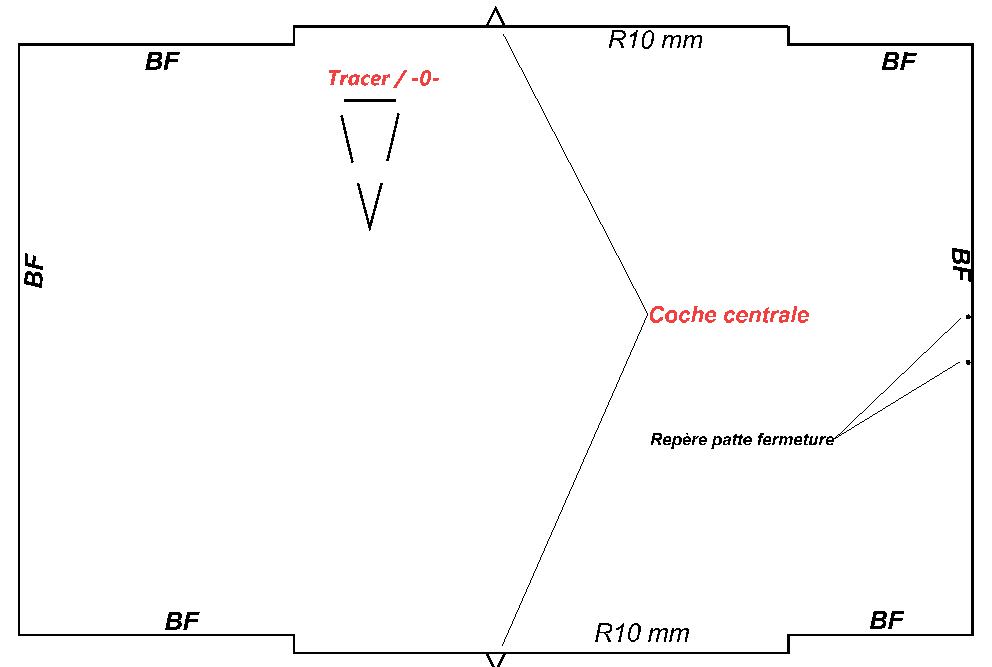 R10 mm
BF
BF
Tracer / -0-
BF
BF
Coche centrale
Repère patte fermeture
BF
BF
R10 mm